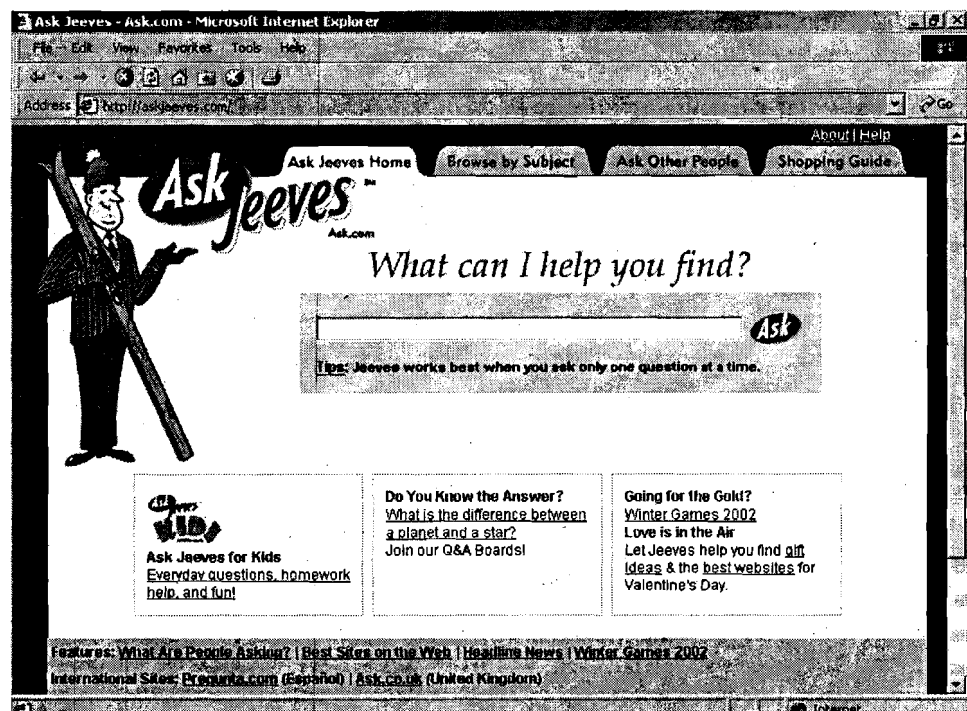 Ask Jeeves - Ask.com - Microsoft Internet Explorer
File Edit View Favorites Tools Help
Address http://askjeeves.com/ Go
About | Help
Ask Jeeves Home Browse by Subject Ask Other People Shopping Guide
Ask Jeeves
Ask.com
What can I help you find?
Ask
Tips: Jeeves works best when you ask only one question at a time.
Ask Jeeves KIDS
Ask Jeeves for Kids
Everyday questions, homework
help, and fun!
Do You Know the Answer?
What is the difference between
a planet and a star?
Join our Q&A Boards!
Going for the Gold?
Winter Games 2002
Love is in the Air
Let Jeeves help you find gift
ideas & the best websites for
Valentine's Day.
Features: What Are People Asking? | Best Sites on the Web | Headline News | Winter Games 2002
International Sites: Pregunta.com (Español) | Ask.co.uk (United Kingdom)
Internet